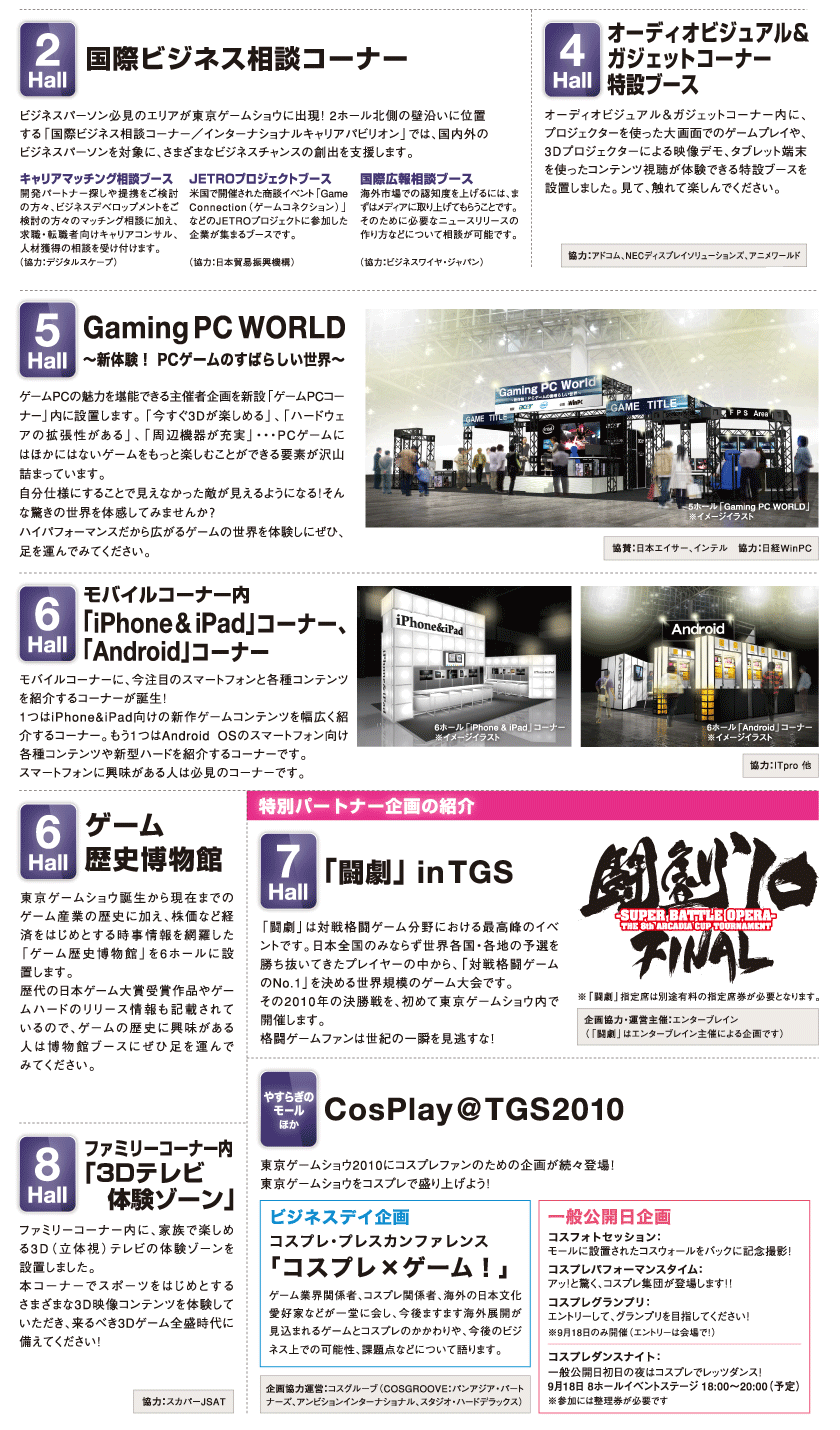 2
Hall
国際ビジネス相談コーナー
ビジネスパーソン必見のエリアが東京ゲームショウに出現！2ホール北側の壁沿いに位置
する「国際ビジネス相談コーナー／インターナショナルキャリアパビリオン」では、国内外の
ビジネスパーソンを対象に、さまざまなビジネスチャンスの創出を支援します。
キャリアマッチング相談ブース
開発パートナー探しや提携をご検討
の方々、ビジネスデベロップメントをご
検討の方々のマッチング相談に加え、
求職・転職者向けキャリアコンサル、
人材獲得の相談を受け付けます。
（協力：デジタルスケープ）
JETROプロジェクトブース
米国で開催された商談イベント「Game
Connection（ゲームコネクション）」
などのJETROプロジェクトに参加した
企業が集まるブースです。
（協力：日本貿易振興機構）
国際広報相談ブース
海外市場での認知度を上げるには、ま
ずはメディアに取り上げてもらうことです。
そのために必要なニュースリリースの
作り方などについて相談が可能です。
（協力：ビジネスワイヤ・ジャパン）
4
Hall
オーディオビジュアル&
ガジェットコーナー
特設ブース
オーディオビジュアル&ガジェットコーナー内に、
プロジェクターを使った大画面でのゲームプレイや、
3Dプロジェクターによる映像デモ、タブレット端末
を使ったコンテンツ視聴が体験できる特設ブースを
設置しました。見て、触れて楽しんでください。
協力：アドコム、NECディスプレイソリューションズ、アニメワールド
5
Hall
Gaming PC WORLD
～新体験！ PCゲームのすばらしい世界～
ゲームPCの魅力を堪能できる主催者企画を新設「ゲームPCコー
ナー」内に設置します。「今すぐ3Dが楽しめる」、「ハードウェ
アの拡張性がある」、「周辺機器が充実」・・・PCゲームに
はほかにはないゲームをもっと楽しむことができる要素が沢山
詰まっています。
自分仕様にすることで見えなかった敵が見えるようになる！そん
な驚きの世界を体感してみませんか？
ハイパフォーマンスだから広がるゲームの世界を体験しにぜひ、
足を運んでみてください。
Gaming PC World
acer intel WinPC
GAME TITLE
GAME TITLE
FPS Area
5ホール「Gaming PC WORLD」
※イメージイラスト
協賛：日本エイサー、インテル 協力：日経WinPC
6
Hall
モバイルコーナー内
「iPhone&iPad」コーナー、
「Android」コーナー
モバイルコーナーに、今注目のスマートフォンと各種コンテンツ
を紹介するコーナーが誕生！
1つはiPhone&iPad向けの新作ゲームコンテンツを幅広く紹
介するコーナー。もう1つはAndroid OSのスマートフォン向け
各種コンテンツや新型ハードを紹介するコーナーです。
スマートフォンに興味がある人は必見のコーナーです。
iPhone&iPad
iPhone&iPad
6ホール「iPhone & iPad」コーナー
※イメージイラスト
Android
Android
6ホール「Android」コーナー
※イメージイラスト
協力：ITpro 他
6
Hall
ゲーム
歴史博物館
東京ゲームショウ誕生から現在までの
ゲーム産業の歴史に加え、株価など経
済をはじめとする時事情報を網羅した
「ゲーム歴史博物館」を6ホールに設
置します。
歴代の日本ゲーム大賞受賞作品やゲー
ムハードのリリース情報も記載されて
いるので、ゲームの歴史に興味がある
人は博物館ブースにぜひ足を運んで
みてください。
8
Hall
ファミリーコーナー内
「3Dテレビ
体験ゾーン」
ファミリーコーナー内に、家族で楽しめ
る3D（立体視）テレビの体験ゾーンを
設置しました。
本コーナーでスポーツをはじめとする
さまざまな3D映像コンテンツを体験して
いただき、来るべき3Dゲーム全盛時代に
備えてください！
協力：スカパーJSAT
特別パートナー企画の紹介
7
Hall
「闘劇」 in TGS
「闘劇」は対戦格闘ゲーム分野における最高峰のイベ
ントです。日本全国のみならず世界各国・各地の予選を
勝ち抜いてきたプレイヤーの中から、「対戦格闘ゲーム
のNo.1」を決める世界規模のゲーム大会です。
その2010年の決勝戦を、初めて東京ゲームショウ内で
開催します。
格闘ゲームファンは世紀の一瞬を見逃すな！
闘劇'10
-SUPER BATTLE OPERA-
THE 8th ARCADIA CUP TOURNAMENT
FINAL
※「闘劇」指定席は別途有料の指定席券が必要となります。
企画協力・運営主催：エンターブレイン
（「闘劇」はエンターブレイン主催による企画です）
やすらぎの
モール
ほか
CosPlay@TGS2010
東京ゲームショウ2010にコスプレファンのための企画が続々登場！
東京ゲームショウをコスプレで盛り上げよう！
ビジネスデイ企画
コスプレ・プレスカンファレンス
「コスプレ×ゲーム！」
ゲーム業界関係者、コスプレ関係者、海外の日本文化
愛好家などが一堂に会し、今後ますます海外展開が
見込まれるゲームとコスプレのかかわりや、今後のビジ
ネス上での可能性、課題点などについて語ります。
企画協力運営：コスグルーブ（COSGROOVE：パンアジア・パート
ナーズ、アンビションインターナショナル、スタジオ・ハードデラックス）
一般公開日企画
コスフォトセッション：
モールに設置されたコスウォールをバックに記念撮影！
コスプレパフォーマンスタイム：
アッ！と驚く、コスプレ集団が登場します！！
コスプレグランプリ：
エントリーして、グランプリを目指してください！
※9月18日のみ開催（エントリーは会場で！）
コスプレダンスナイト：
一般公開日初日の夜はコスプレでレッツダンス！
9月18日 8ホールイベントステージ 18:00～20:00（予定）
※参加には整理券が必要です